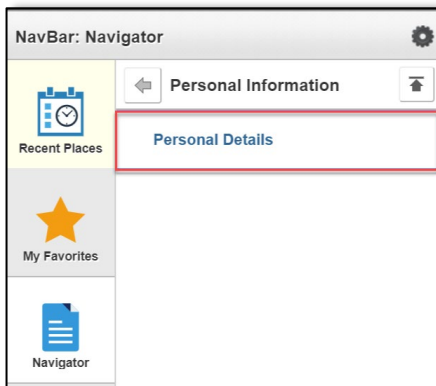 NavBar: Navigator
Personal Information
Recent Places
Personal Details
My Favorites
Navigator